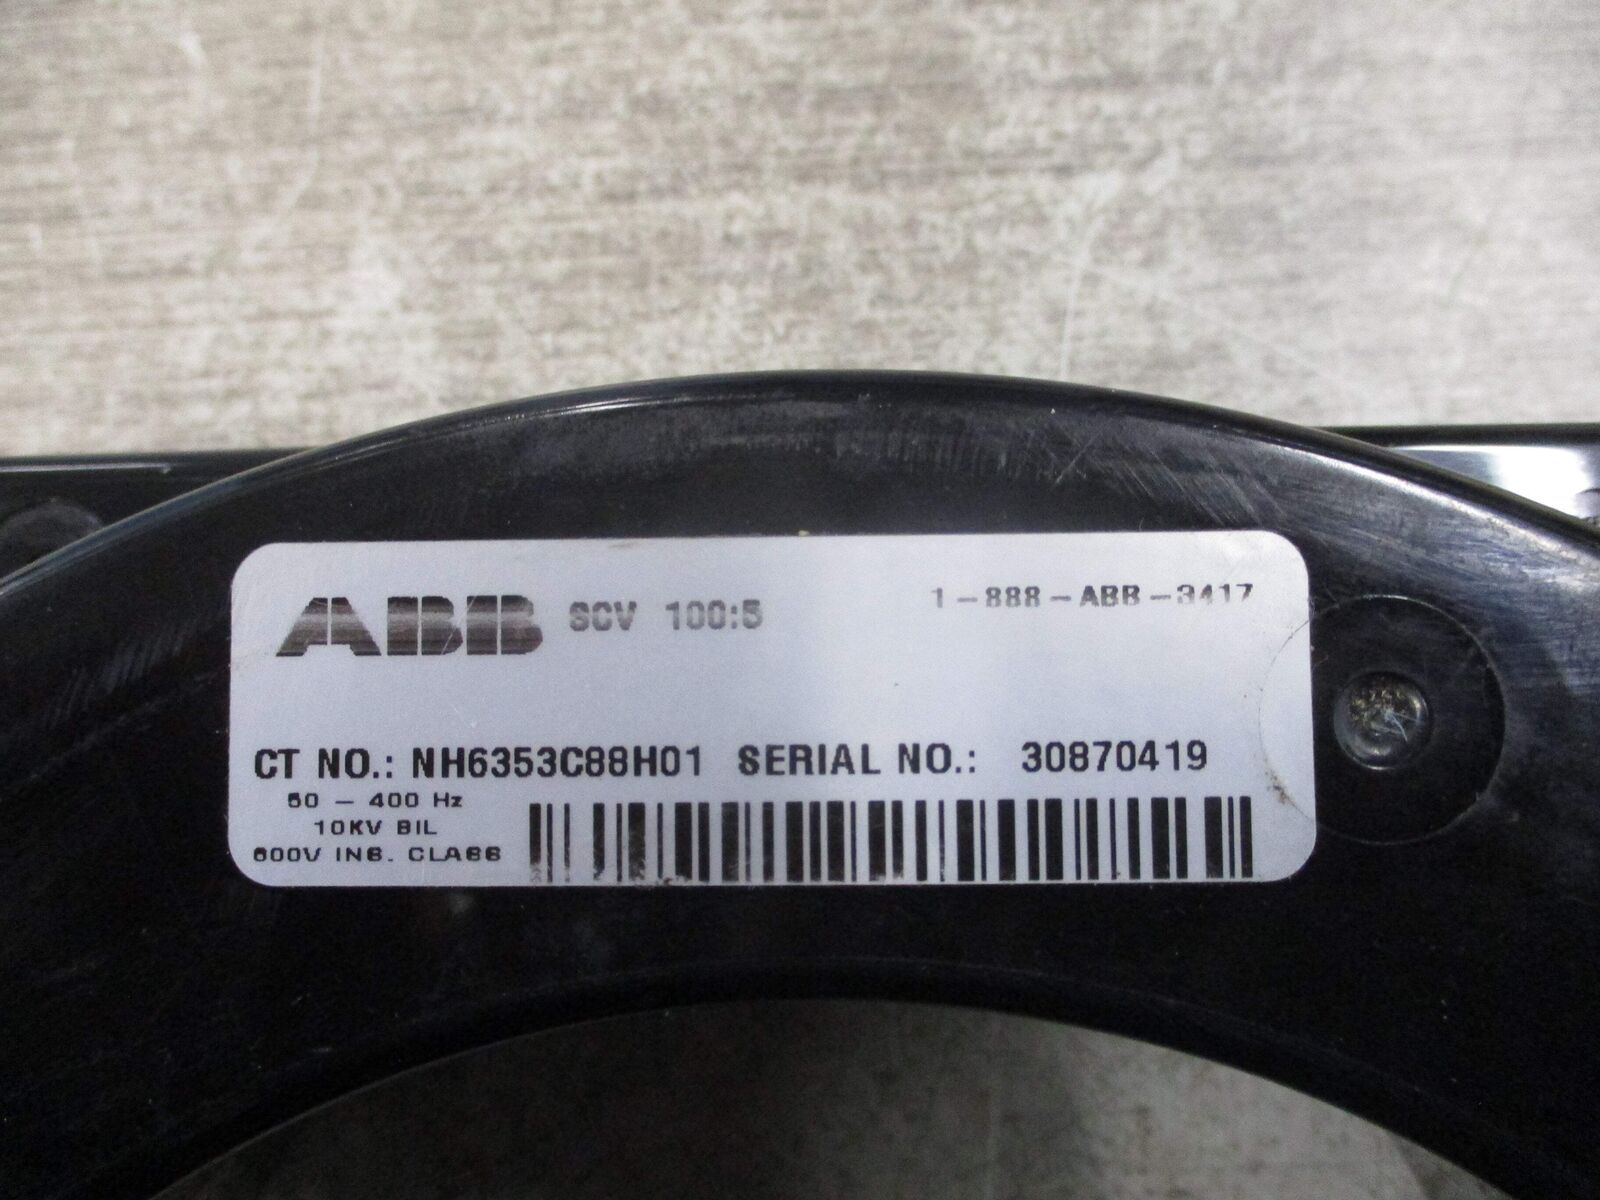 ABB SCV 100:5 1-888-ABB-3417
CT NO.: NH6353C88H01 SERIAL NO.: 30870419
50 - 400 Hz
10KV BIL
600V INS. CLASS